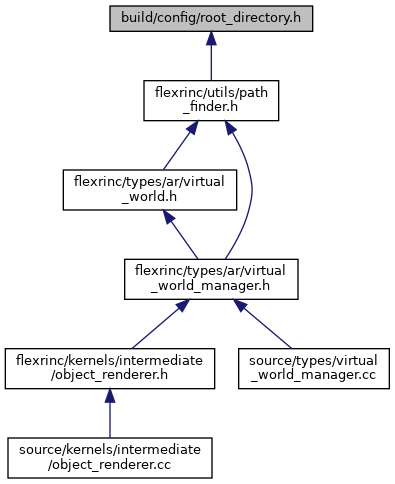 build/config/root_directory.h
flexrinc/utils/path
_finder.h
flexrinc/types/ar/virtual
_world.h
flexrinc/types/ar/virtual
_world_manager.h
flexrinc/kernels/intermediate
/object_renderer.h
source/types/virtual
_world_manager.cc
source/kernels/intermediate
/object_renderer.cc